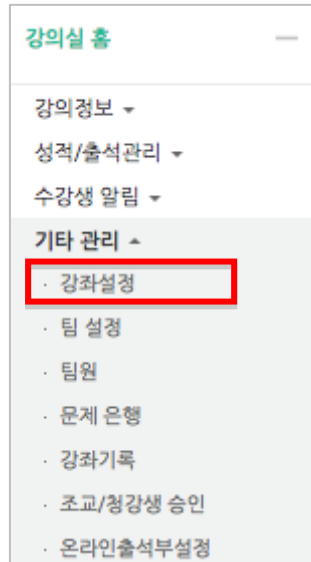 강의실 홈
강의정보
성적/출석관리
수강생 알림
기타 관리
· 강좌설정
· 팀 설정
· 팀원
· 문제 은행
· 강좌기록
· 조교/청강생 승인
· 온라인출석부설정